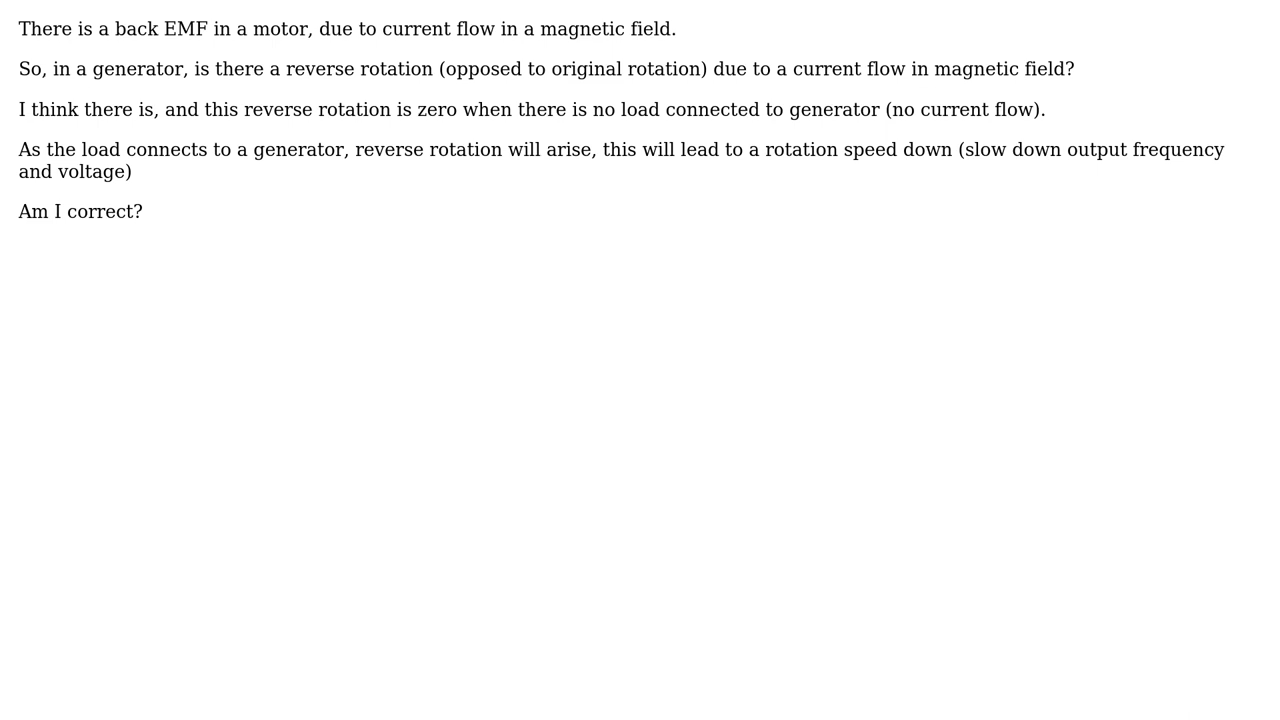 There is a back EMF in a motor, due to current flow in a magnetic field.
So, in a generator, is there a reverse rotation (opposed to original rotation) due to a current flow in magnetic field?
I think there is, and this reverse rotation is zero when there is no load connected to generator (no current flow).
As the load connects to a generator, reverse rotation will arise, this will lead to a rotation speed down (slow down output frequency
and voltage)
Am I correct?